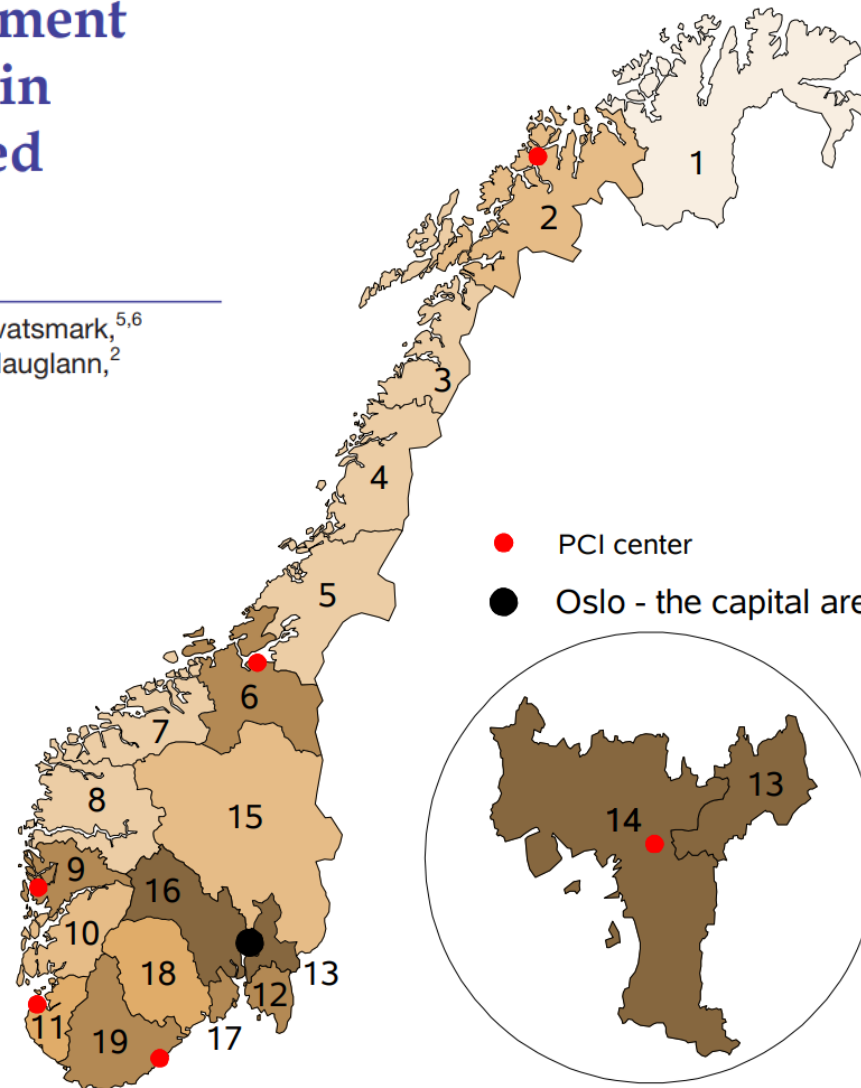 ment
in
ed
vatsmark,5,6
lauglann,2
1
2
3
4
5
PCI center
Oslo - the capital are
6
7
8
15
13
14
9
16
10
18
13
12
11
19
17